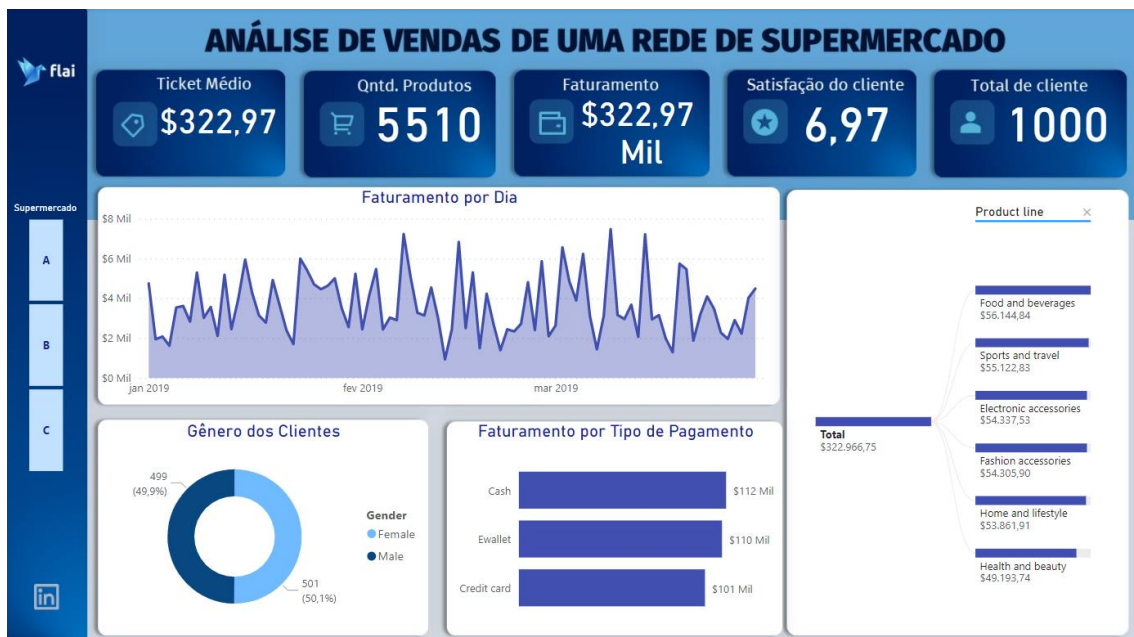 ANÁLISE DE VENDAS DE UMA REDE DE SUPERMERCADO
flai
Ticket Médio
$322,97
Qntd. Produtos
5510
Faturamento
$322,97
Mil
Satisfação do cliente
6,97
Total de cliente
1000
Supermercado
A
B
C
in
Faturamento por Dia
$8 Mil
$6 Mil
$4 Mil
$2 Mil
$0 Mil
jan 2019
fev 2019
mar 2019
Gênero dos Clientes
499
(49,9%)
501
(50,1%)
Gender
Female
Male
Faturamento por Tipo de Pagamento
Cash
$112 Mil
Ewallet
$110 Mil
Credit card
$101 Mil
Product line
Total
$322.966,75
Food and beverages
$56.144,84
Sports and travel
$55.122,83
Electronic accessories
$54.337,53
Fashion accessories
$54.305,90
Home and lifestyle
$53.861,91
Health and beauty
$49.193,74